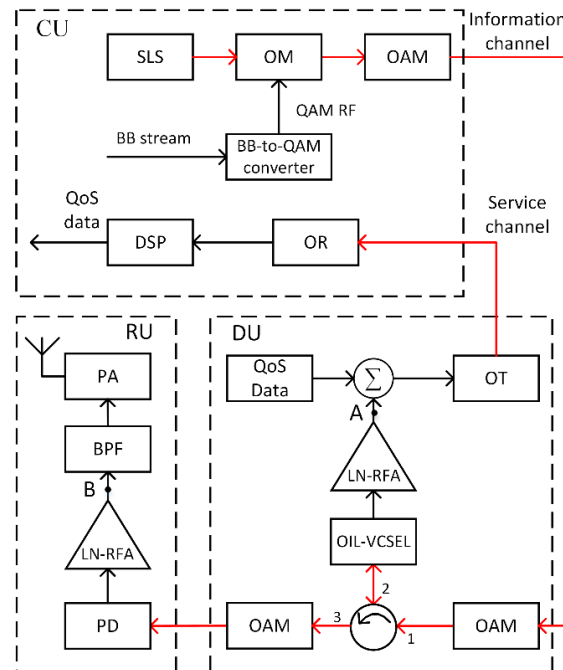 CU
SLS
OM
OAM
Information
channel
QAM RF
BB stream
BB-to-QAM
converter
QoS
data
DSP
OR
Service
channel
RU
DU
PA
QoS
Data
Σ
OT
A
BPF
B
LN-RFA
LN-RFA
OIL-VCSEL
2
PD
OAM
3
1
OAM